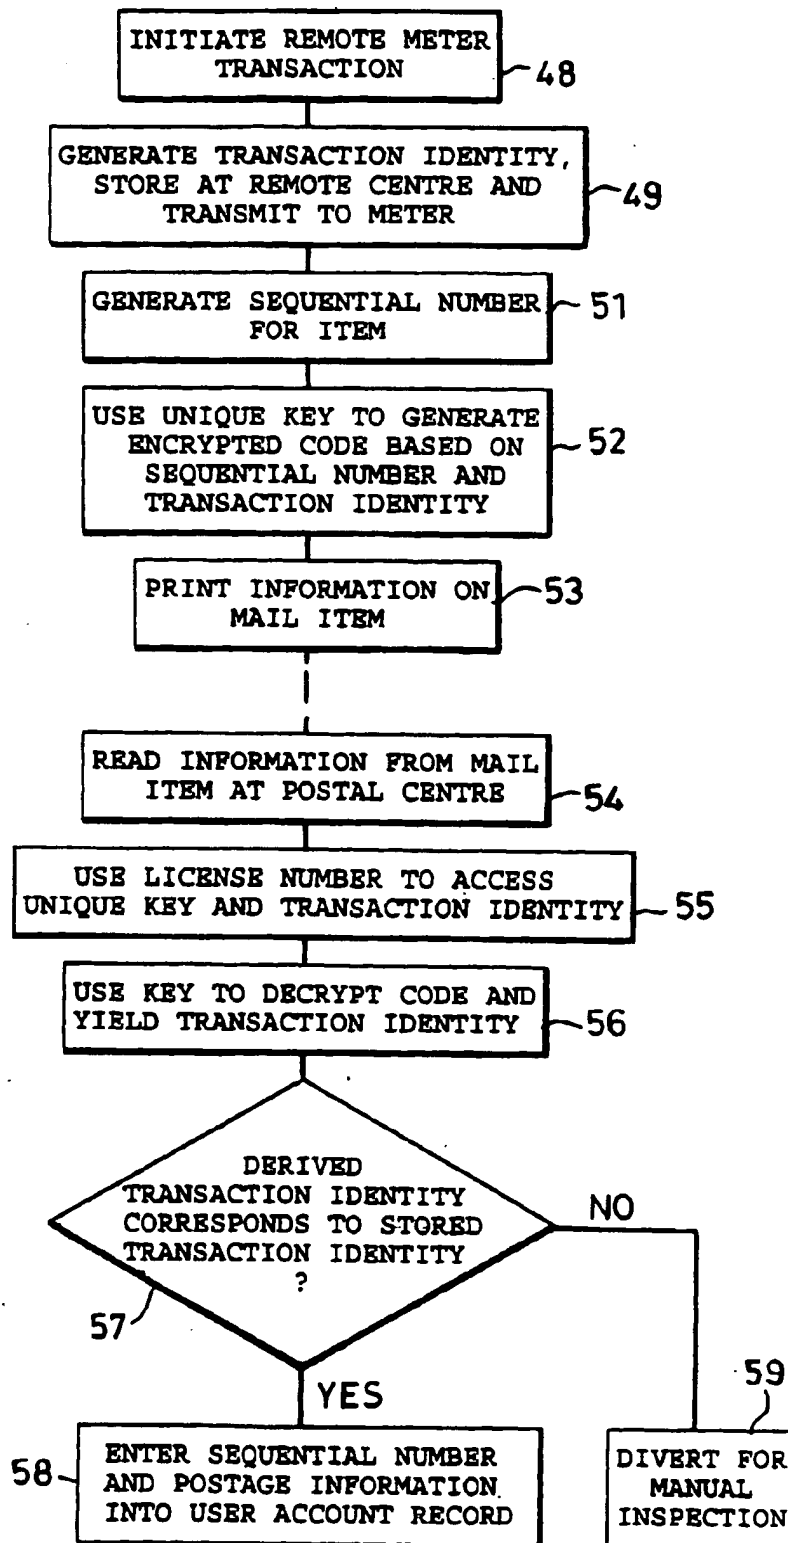 INITIATE REMOTE METER
TRANSACTION
48
GENERATE TRANSACTION IDENTITY,
STORE AT REMOTE CENTRE AND
TRANSMIT TO METER
49
GENERATE SEQUENTIAL NUMBER
FOR ITEM
51
USE UNIQUE KEY TO GENERATE
ENCRYPTED CODE BASED ON
SEQUENTIAL NUMBER AND
TRANSACTION IDENTITY
52
PRINT INFORMATION ON
MAIL ITEM
53
READ INFORMATION FROM MAIL
ITEM AT POSTAL CENTRE
54
USE LICENSE NUMBER TO ACCESS
UNIQUE KEY AND TRANSACTION IDENTITY
55
USE KEY TO DECRYPT CODE AND
YIELD TRANSACTION IDENTITY
56
DERIVED
TRANSACTION IDENTITY
CORRESPONDS TO STORED
TRANSACTION IDENTITY
?
57
NO
YES
58
ENTER SEQUENTIAL NUMBER
AND POSTAGE INFORMATION
INTO USER ACCOUNT RECORD
59
DIVERT FOR
MANUAL
INSPECTION